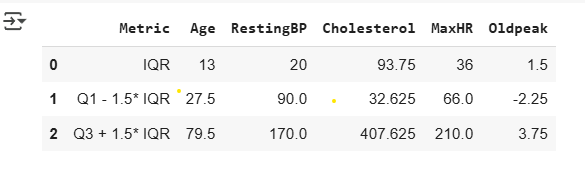 Metric Age RestingBP Cholesterol MaxHR Oldpeak
0 IQR 13 20 93.75 36 1.5
1 Q1 - 1.5* IQR 27.5 90.0 32.625 66.0 -2.25
2 Q3 + 1.5* IQR 79.5 170.0 407.625 210.0 3.75